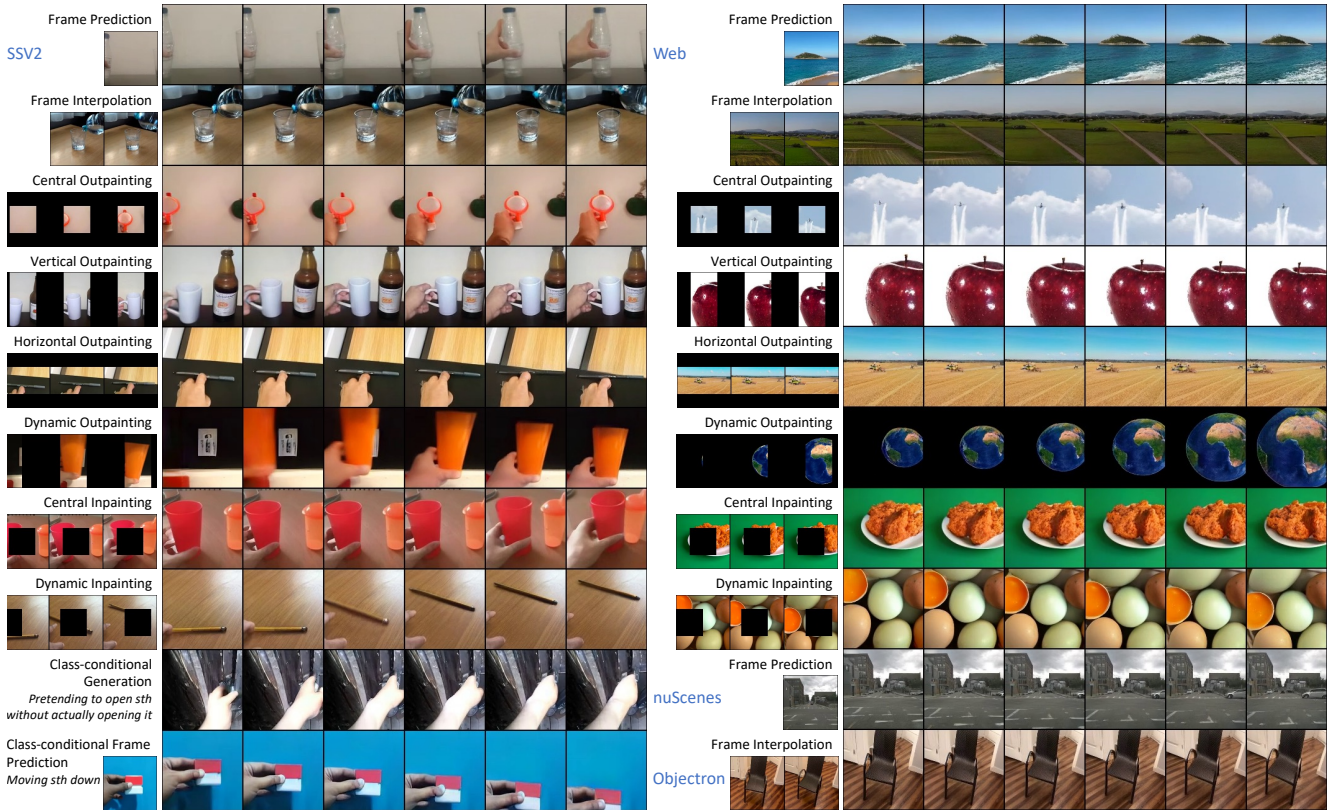 Frame Prediction
SSV2
Frame Interpolation
Central Outpainting
Vertical Outpainting
Horizontal Outpainting
Dynamic Outpainting
Central Inpainting
Dynamic Inpainting
Class-conditional
Generation
Pretending to open sth
without actually opening it
Class-conditional Frame
Prediction
Moving sth down
Frame Prediction
Web
Frame Interpolation
Central Outpainting
Vertical Outpainting
Horizontal Outpainting
Dynamic Outpainting
Central Inpainting
Dynamic Inpainting
Frame Prediction
nuScenes
Frame Interpolation
Objectron